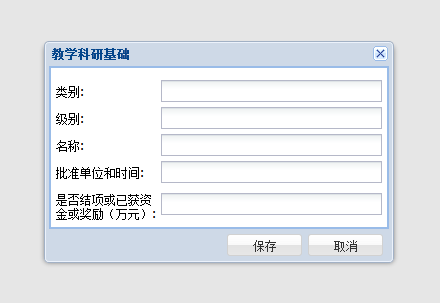 教学科研基础
类别:
级别:
名称:
批准单位和时间:
是否结项或已获资
金或奖励（万元）:
保存
取消